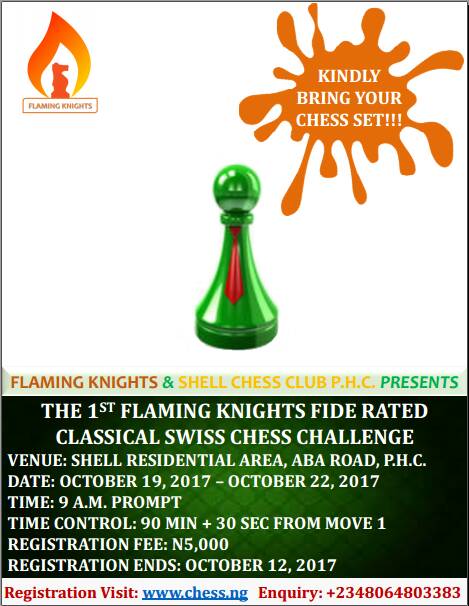 FLAMING KNIGHTS
KINDLY
BRING YOUR
CHESS SET!!!
FLAMING KNIGHTS & SHELL CHESS CLUB P.H.C. PRESENTS
THE 1ST FLAMING KNIGHTS FIDE RATED
CLASSICAL SWISS CHESS CHALLENGE
VENUE: SHELL RESIDENTIAL AREA, ABA ROAD, P.H.C.
DATE: OCTOBER 19, 2017 – OCTOBER 22, 2017
TIME: 9 A.M. PROMPT
TIME CONTROL: 90 MIN + 30 SEC FROM MOVE 1
REGISTRATION FEE: N5,000
REGISTRATION ENDS: OCTOBER 12, 2017
Registration Visit: www.chess.ng Enquiry: +2348064803383